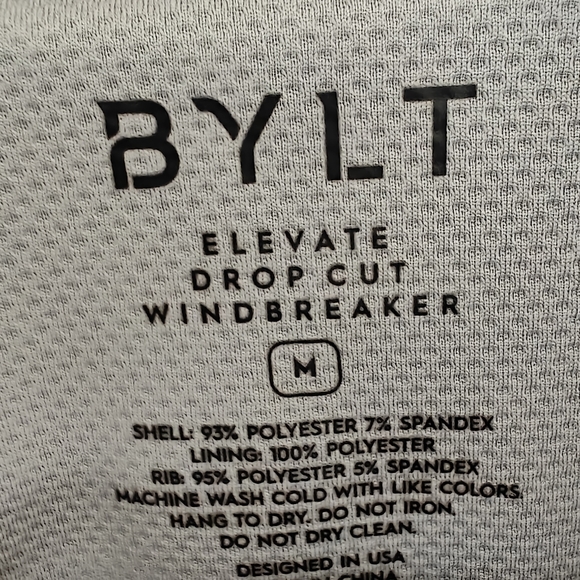 BYLT
ELEVATE
DROP CUT
WINDBREAKER
M
SHELL: 93% POLYESTER 7% SPANDEX
LINING: 100% POLYESTER
RIB: 95% POLYESTER 5% SPANDEX
MACHINE WASH COLD WITH LIKE COLORS.
HANG TO DRY. DO NOT IRON.
DO NOT DRY CLEAN.
DESIGNED IN USA
CHINA